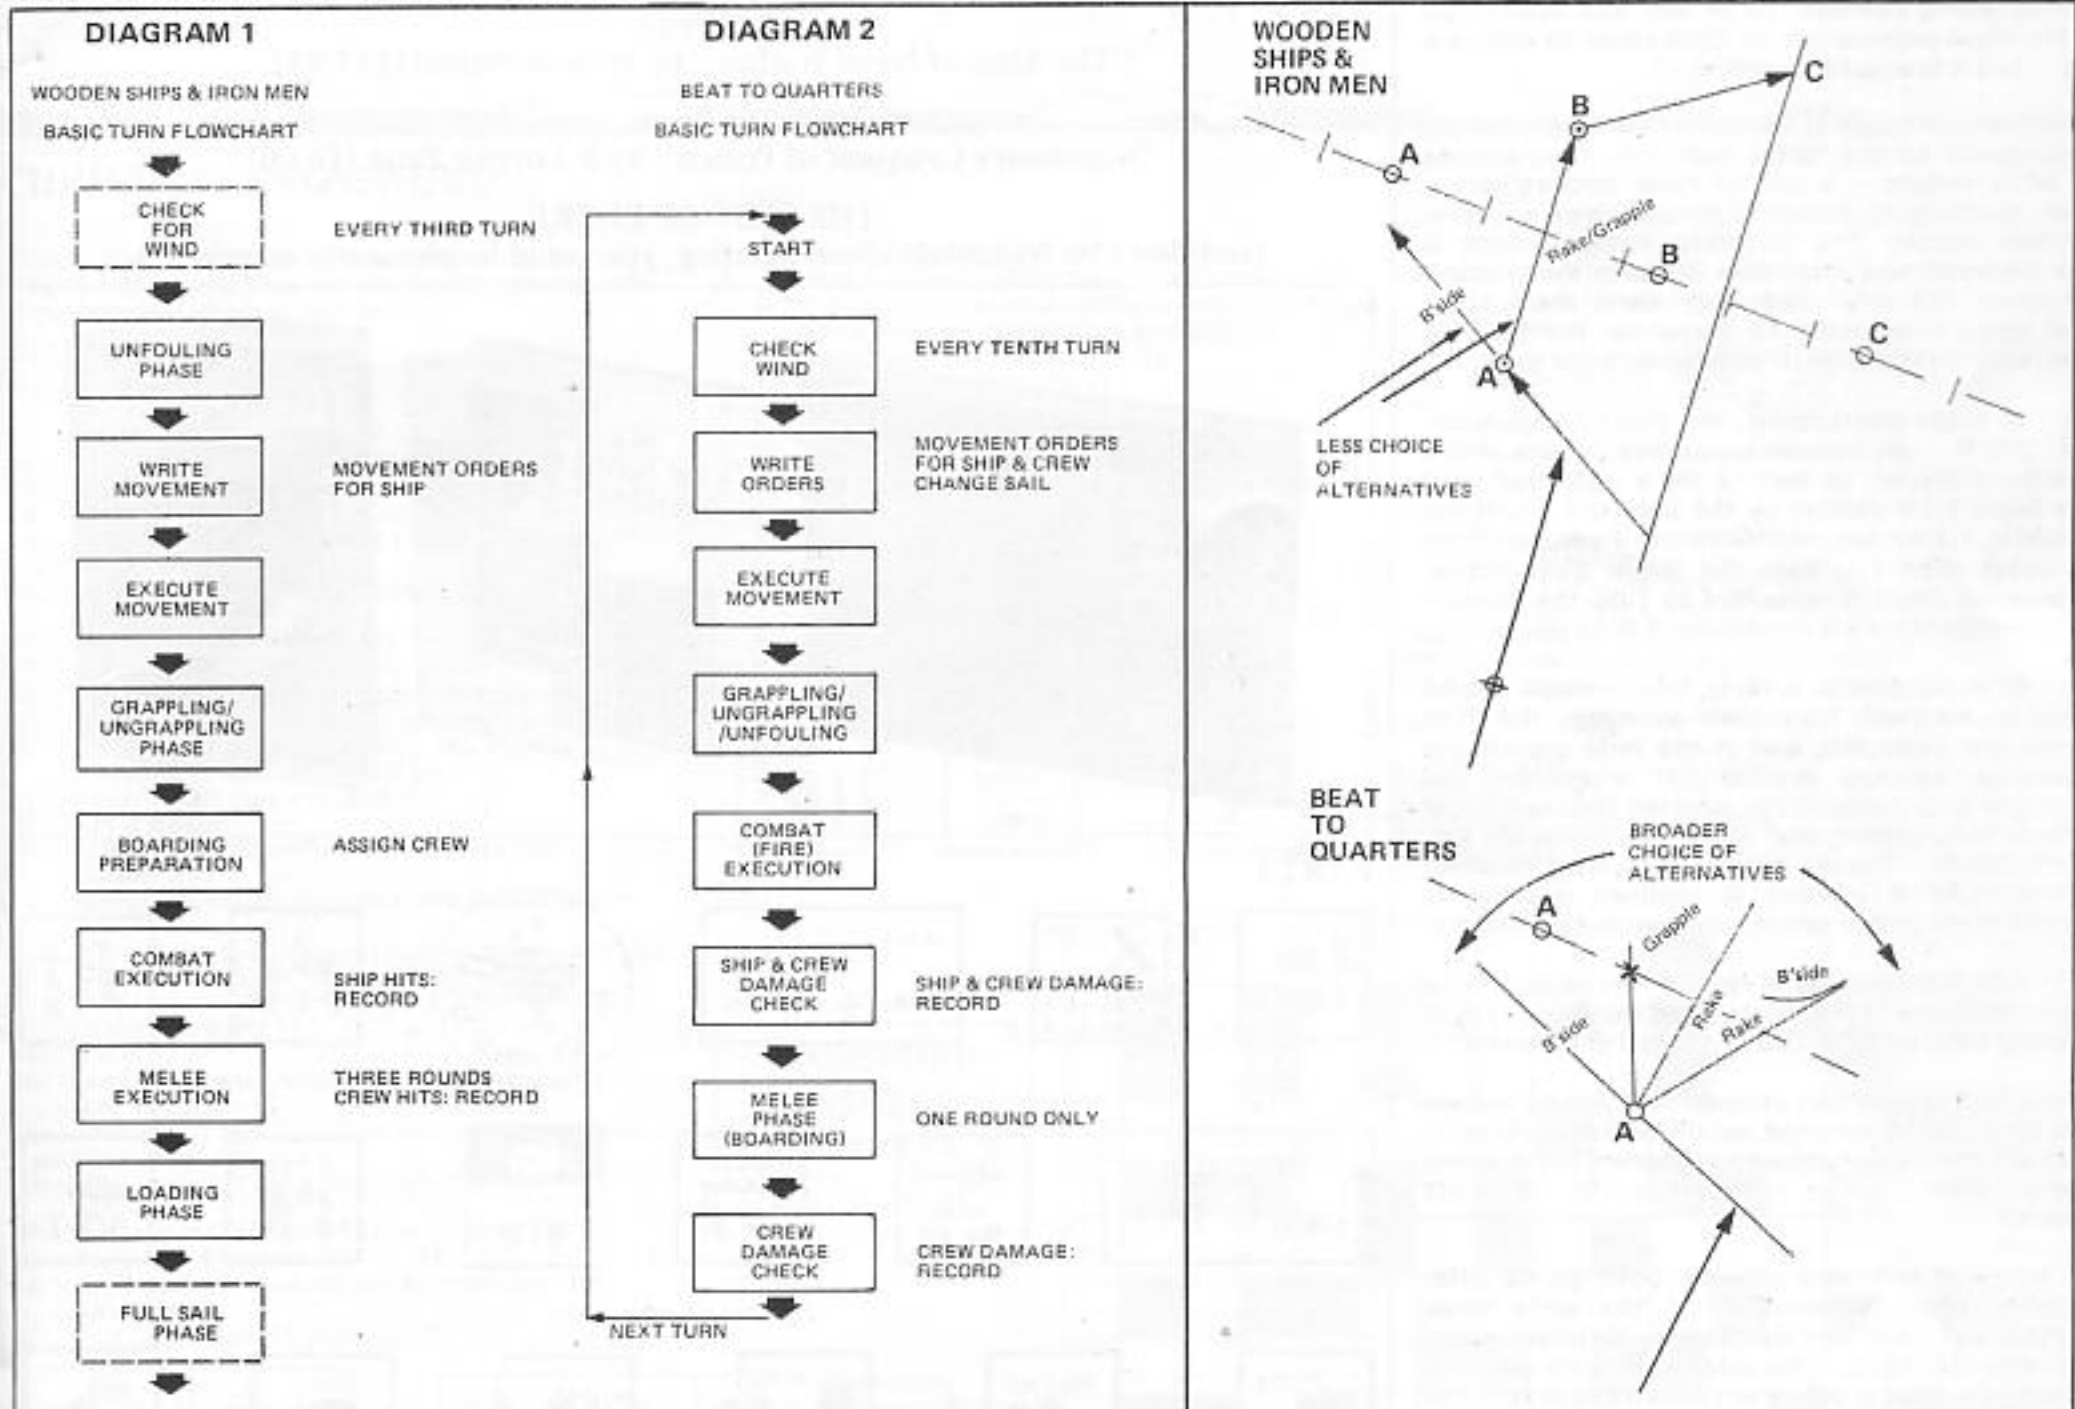 DIAGRAM 1
WOODEN SHIPS & IRON MEN
BASIC TURN FLOWCHART
CHECK
FOR
WIND
EVERY THIRD TURN
UNFOULING
PHASE
WRITE
MOVEMENT
MOVEMENT ORDERS
FOR SHIP
EXECUTE
MOVEMENT
GRAPPLING/
UNGRAPPLING
PHASE
BOARDING
PREPARATION
ASSIGN CREW
COMBAT
EXECUTION
SHIP HITS:
RECORD
MELEE
EXECUTION
THREE ROUNDS
CREW HITS: RECORD
LOADING
PHASE
FULL SAIL
PHASE
DIAGRAM 2
BEAT TO QUARTERS
BASIC TURN FLOWCHART
START
CHECK
WIND
EVERY TENTH TURN
WRITE
ORDERS
MOVEMENT ORDERS
FOR SHIP & CREW
CHANGE SAIL
EXECUTE
MOVEMENT
GRAPPLING/
UNGRAPPLING
/UNFOULING
COMBAT
(FIRE)
EXECUTION
SHIP & CREW
DAMAGE
CHECK
SHIP & CREW DAMAGE:
RECORD
MELEE
PHASE
(BOARDING)
ONE ROUND ONLY
CREW
DAMAGE
CHECK
CREW DAMAGE:
RECORD
NEXT TURN
WOODEN
SHIPS &
IRON MEN
C
B
A
Rake/Grapple
B
B'side
C
A
LESS CHOICE
OF
ALTERNATIVES
BEAT
TO
QUARTERS
BROADER
CHOICE OF
ALTERNATIVES
A
Grapple
B'side
Rake
Rake
B'side
A